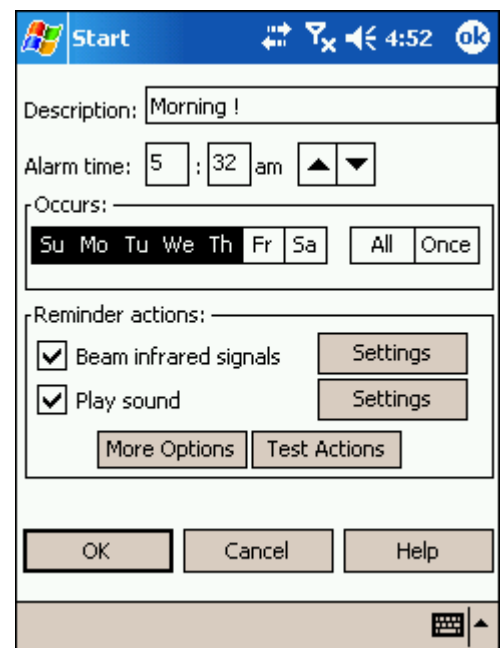 Start 4:52 ok
Description: Morning !
Alarm time: 5 : 32 am
Occurs:
Su Mo Tu We Th Fr Sa All Once
Reminder actions:
Beam infrared signals Settings
Play sound Settings
More Options Test Actions
OK Cancel Help